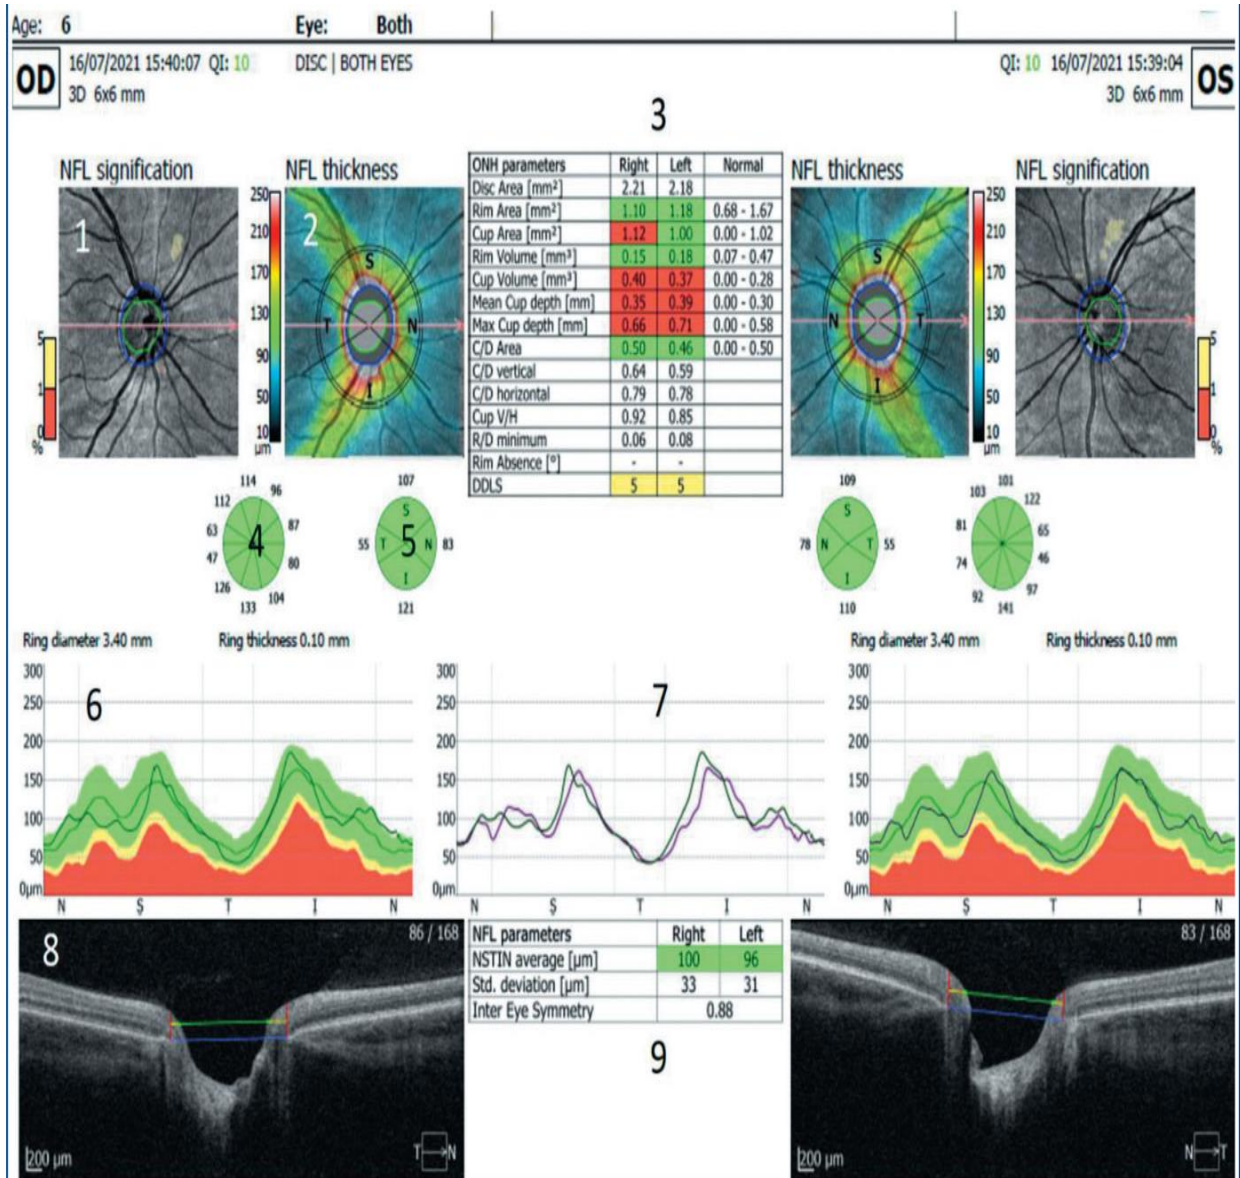 Age: 6 Eye: Both
OD 16/07/2021 15:40:07 QI: 10 DISC | BOTH EYES QI: 10 16/07/2021 15:39:04 OS
3D 6x6 mm 3D 6x6 mm
3
NFL signification NFL thickness NFL thickness NFL signification
1
2
250
210
170
130
90
50
10
µm
S
T
N
I
5
1
0
%
ONH parameters Right Left Normal
Disc Area [mm²] 2.21 2.18
Rim Area [mm²] 1.10 1.18 0.68 - 1.67
Cup Area [mm²] 1.12 1.00 0.00 - 1.02
Rim Volume [mm³] 0.15 0.18 0.07 - 0.47
Cup Volume [mm³] 0.40 0.37 0.00 - 0.28
Mean Cup depth [mm] 0.35 0.39 0.00 - 0.30
Max Cup depth [mm] 0.66 0.71 0.00 - 0.58
C/D Area 0.50 0.46 0.00 - 0.50
C/D vertical 0.64 0.59
C/D horizontal 0.79 0.78
Cup V/H 0.92 0.85
R/D minimum 0.06 0.08
Rim Absence [°] - -
DDLS 5 5
S
N
T
I
250
210
170
130
90
50
10
µm
5
1
0
%
114 96
112 87
63
4
47 80
126 104
133
107
S
55 T 5 N 83
I
121
109
S
78 N T 55
I
110
101
103 122
81 65
74 46
92 97
141
Ring diameter 3.40 mm Ring thickness 0.10 mm Ring diameter 3.40 mm Ring thickness 0.10 mm
6
300
250
200
150
100
50
0µm
N S T I N
7
300
250
200
150
100
50
0µm
N S T I N
300
250
200
150
100
50
0µm
N S T I N
8
86 / 168
200 µm
T N
NFL parameters Right Left
NSTIN average [µm] 100 96
Std. deviation [µm] 33 31
Inter Eye Symmetry 0.88
9
83 / 168
200 µm
N T